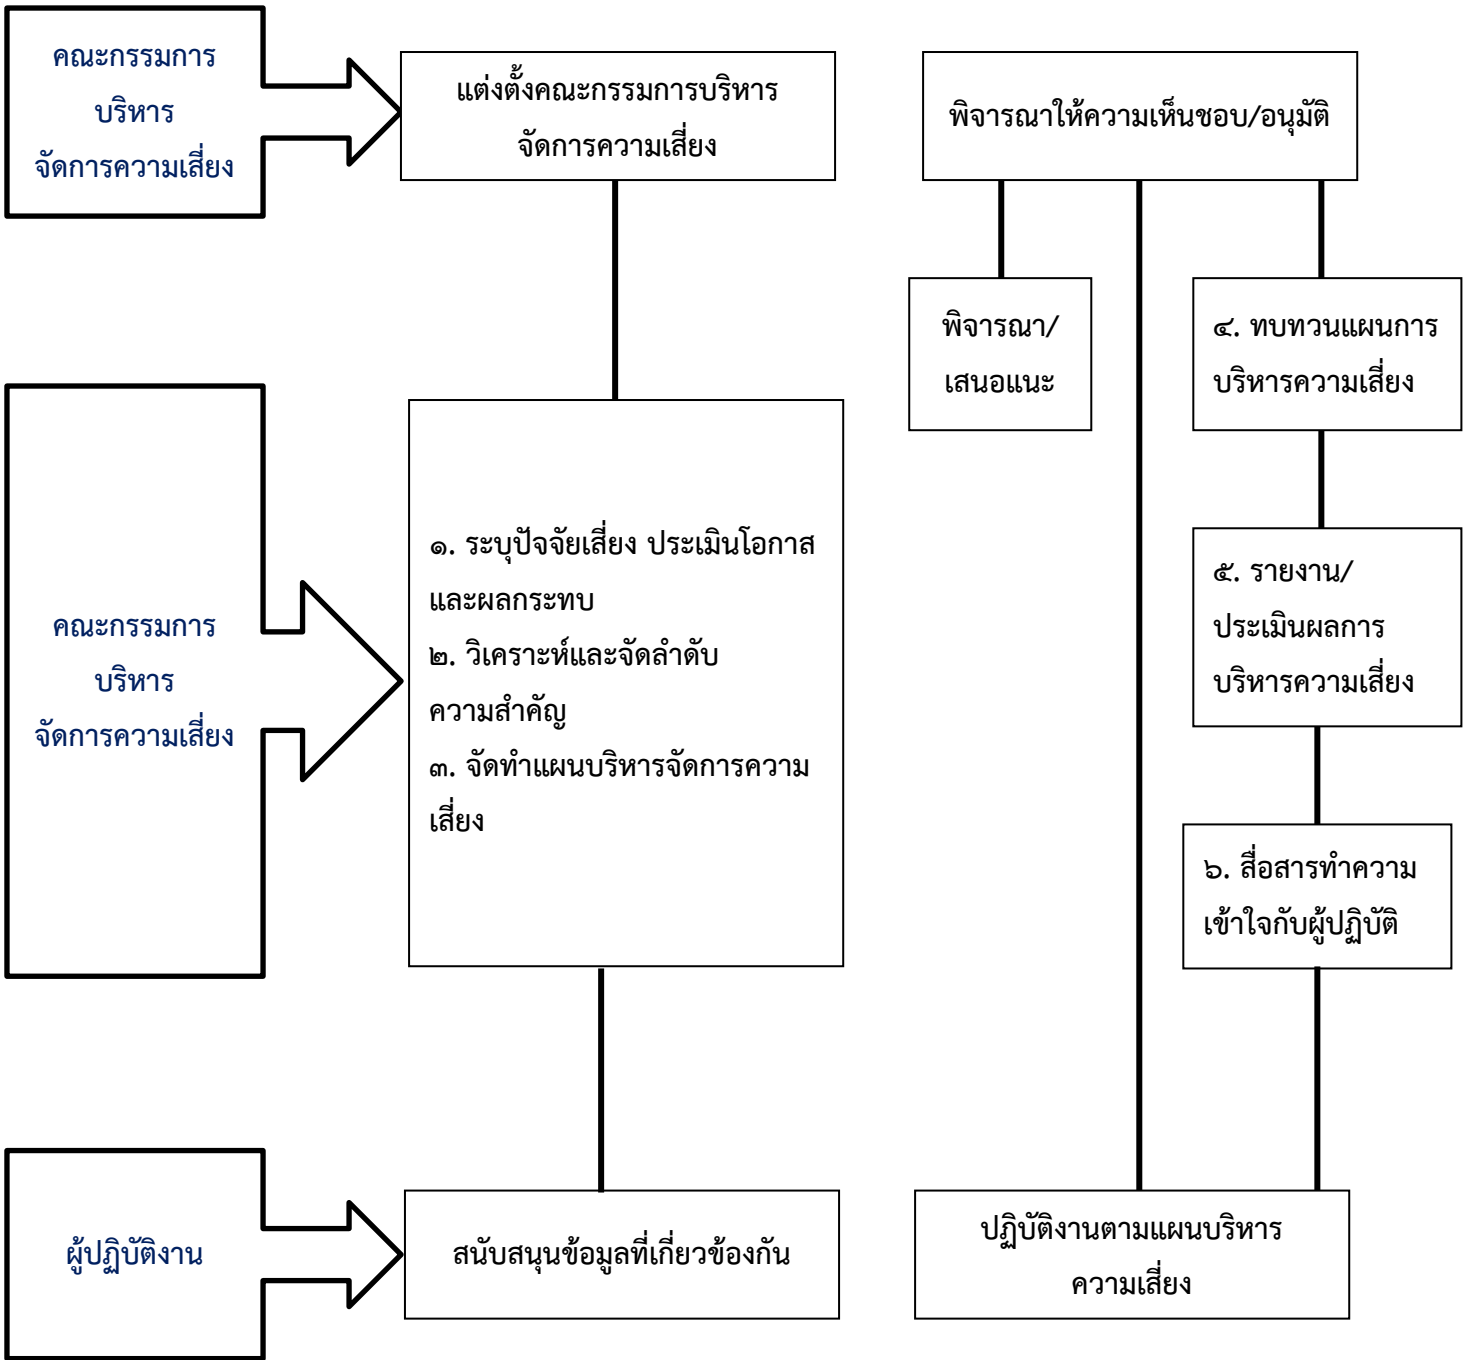 คณะกรรมการ
บริหาร
จัดการความเสี่ยง
แต่งตั้งคณะกรรมการบริหาร
จัดการความเสี่ยง
พิจารณาให้ความเห็นชอบ/อนุมัติ
พิจารณา/
เสนอแนะ
๔. ทบทวนแผนการ
บริหารความเสี่ยง
คณะกรรมการ
บริหาร
จัดการความเสี่ยง
๑. ระบุปัจจัยเสี่ยง ประเมินโอกาส
และผลกระทบ
๒. วิเคราะห์และจัดลำดับ
ความสำคัญ
๓. จัดทำแผนบริหารจัดการความ
เสี่ยง
๕. รายงาน/
ประเมินผลการ
บริหารความเสี่ยง
๖. สื่อสารทำความ
เข้าใจกับผู้ปฏิบัติ
ผู้ปฏิบัติงาน
สนับสนุนข้อมูลที่เกี่ยวข้องกัน
ปฏิบัติงานตามแผนบริหาร
ความเสี่ยง